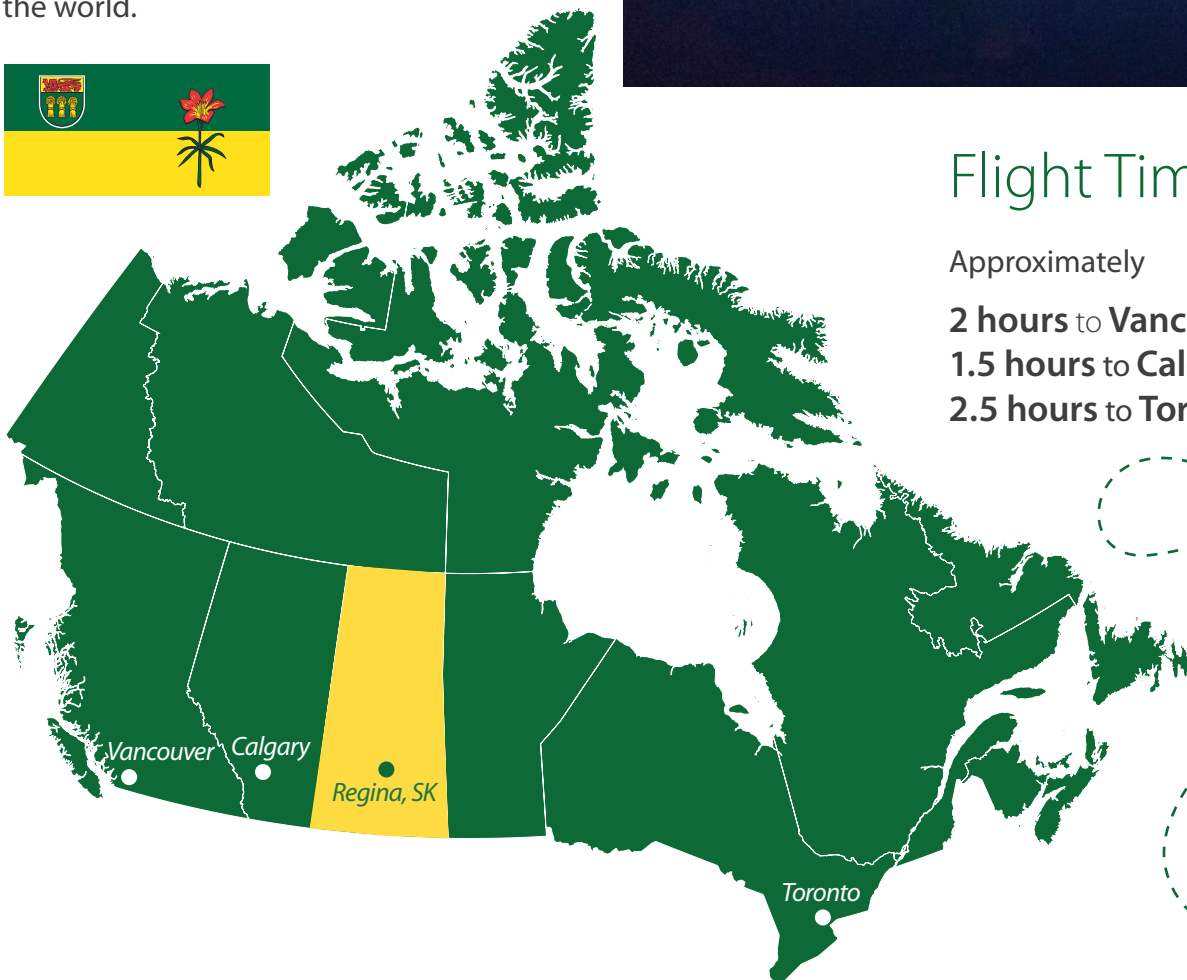 the world.
Flight Tim
Approximately
2 hours to Vanc
1.5 hours to Cal
2.5 hours to Tor
Vancouver
Calgary
Regina, SK
Toronto